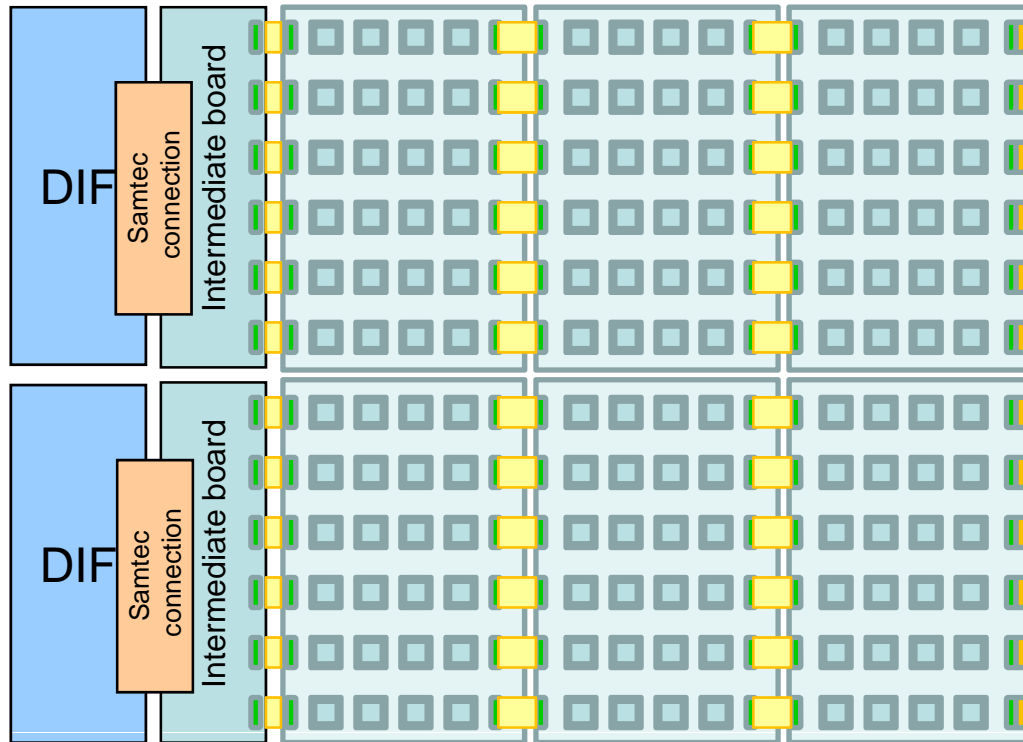 DIF
Samtec
connection
Intermediate board
DIF
Samtec
connection
Intermediate board